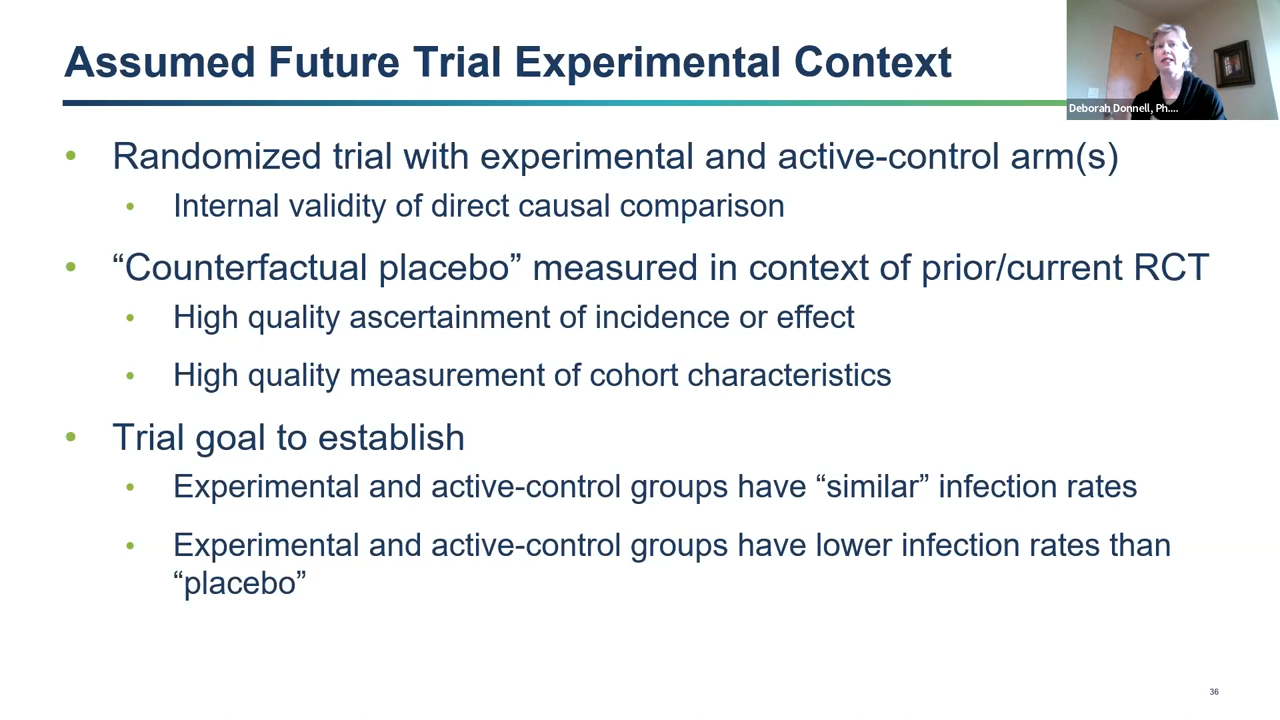 Assumed Future Trial Experimental Context
Deborah Donnell, Ph....
• Randomized trial with experimental and active-control arm(s)
• Internal validity of direct causal comparison
• “Counterfactual placebo” measured in context of prior/current RCT
• High quality ascertainment of incidence or effect
• High quality measurement of cohort characteristics
• Trial goal to establish
• Experimental and active-control groups have “similar” infection rates
• Experimental and active-control groups have lower infection rates than
“placebo”
36